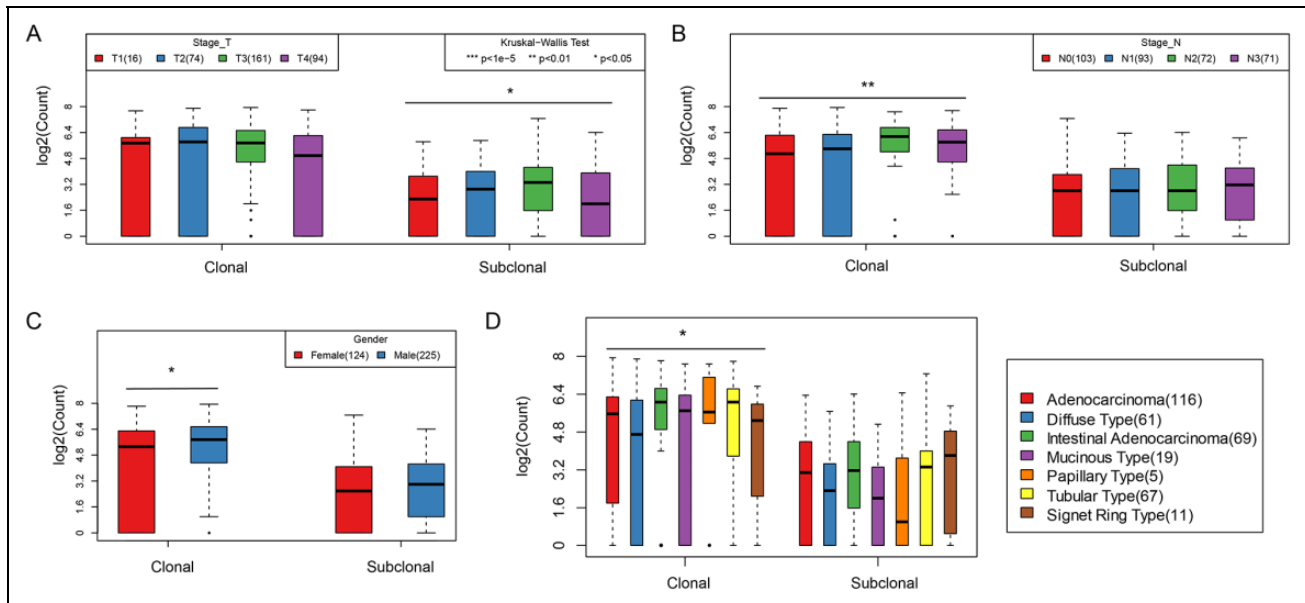 A
Stage_T
T1(16) T2(74) T3(161) T4(94)
Kruskal-Wallis Test
*** p<1e-5 ** p<0.01 * p<0.05
*
log2(Count)
8
6.4
4.8
3.2
1.6
0
Clonal Subclonal
B
Stage_N
N0(103) N1(93) N2(72) N3(71)
**
log2(Count)
8
6.4
4.8
3.2
1.6
0
Clonal Subclonal
C
Gender
Female(124) Male(225)
*
log2(Count)
8
6.4
4.8
3.2
1.6
0
Clonal Subclonal
D
*
log2(Count)
8
6.4
4.8
3.2
1.6
0
Clonal Subclonal
Adenocarcinoma(116)
Diffuse Type(61)
Intestinal Adenocarcinoma(69)
Mucinous Type(19)
Papillary Type(5)
Tubular Type(67)
Signet Ring Type(11)